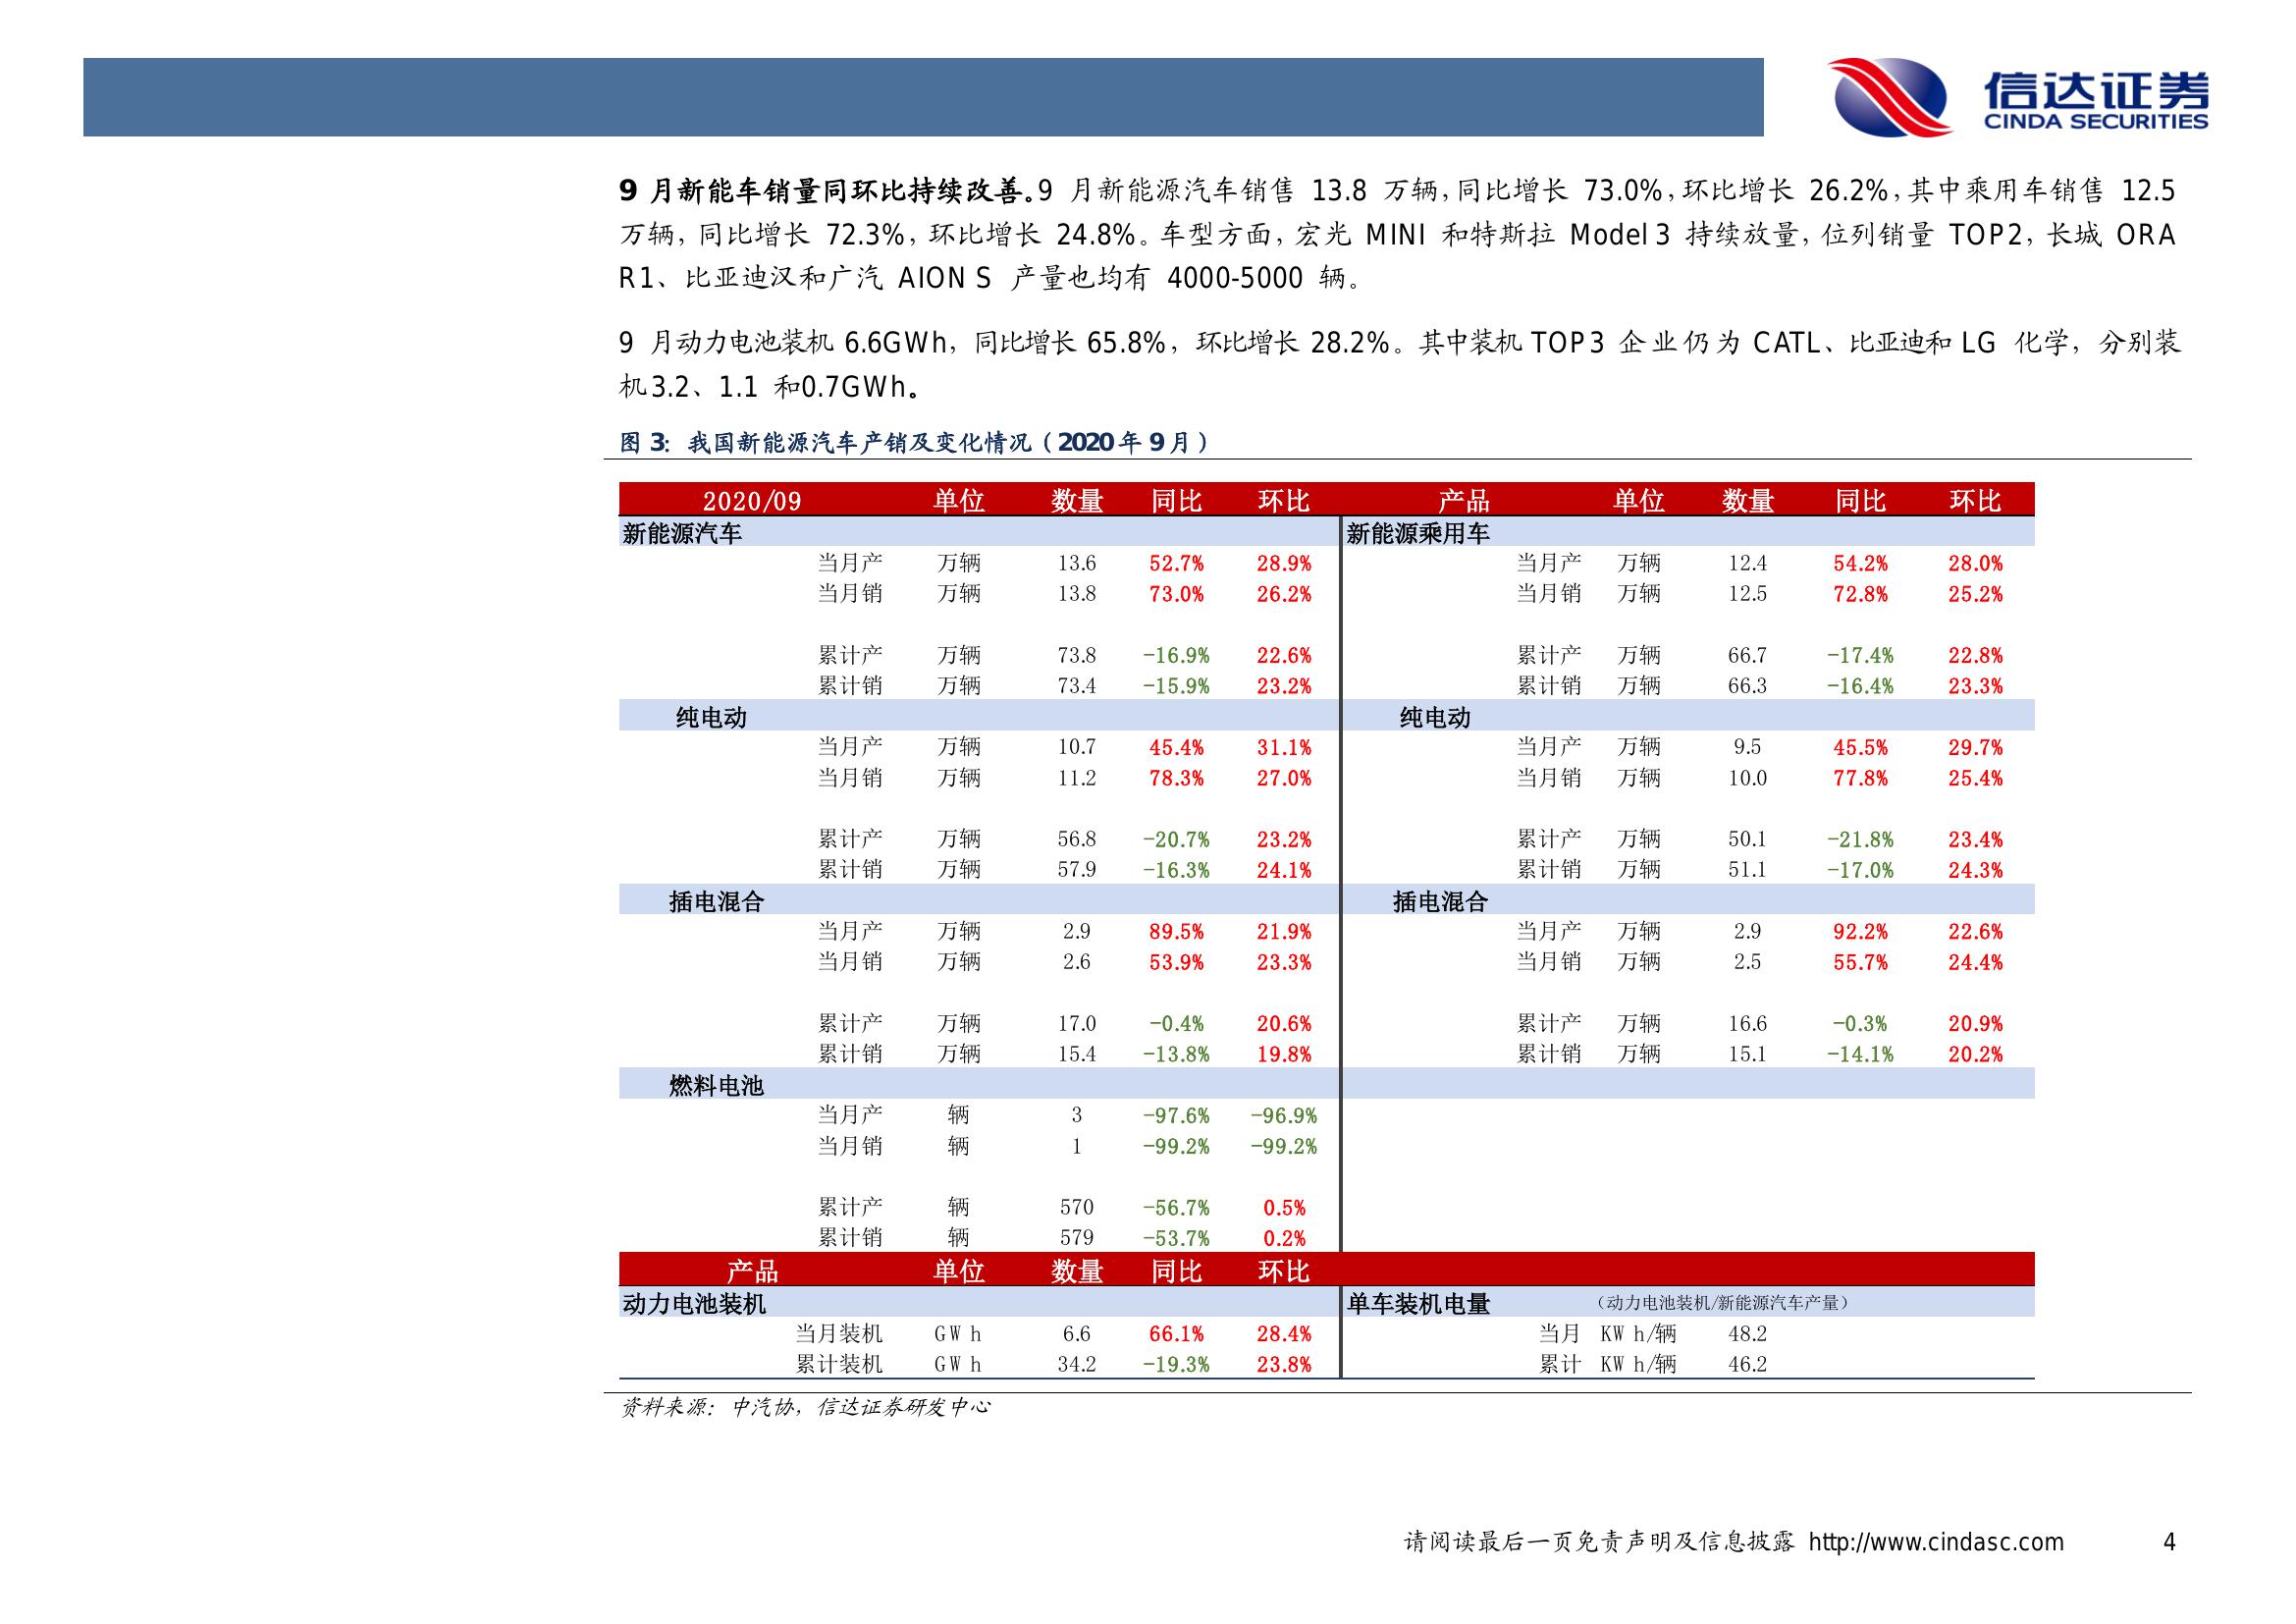 信达证券
CINDA SECURITIES
9 月新能车销量同环比持续改善。9 月新能源汽车销售 13.8 万辆，同比增长 73.0%，环比增长 26.2%，其中乘用车销售 12.5
万辆，同比增长 72.3%，环比增长 24.8%。车型方面，宏光 MINI 和特斯拉 Model 3 持续放量，位列销量 TOP2，长城 ORA
R1、比亚迪汉和广汽 AION S 产量也均有 4000-5000 辆。
9 月动力电池装机 6.6GWh，同比增长 65.8%，环比增长 28.2%。其中装机 TOP3 企业仍为 CATL、比亚迪和 LG 化学，分别装
机3.2、1.1 和0.7GWh。
图 3：我国新能源汽车产销及变化情况（2020 年 9 月）
2020/09 单位 数量 同比 环比 产品 单位 数量 同比 环比
新能源汽车 新能源乘用车
当月产 万辆 13.6 52.7% 28.9% 当月产 万辆 12.4 54.2% 28.0%
当月销 万辆 13.8 73.0% 26.2% 当月销 万辆 12.5 72.8% 25.2%
累计产 万辆 73.8 -16.9% 22.6% 累计产 万辆 66.7 -17.4% 22.8%
累计销 万辆 73.4 -15.9% 23.2% 累计销 万辆 66.3 -16.4% 23.3%
纯电动 纯电动
当月产 万辆 10.7 45.4% 31.1% 当月产 万辆 9.5 45.5% 29.7%
当月销 万辆 11.2 78.3% 27.0% 当月销 万辆 10.0 77.8% 25.4%
累计产 万辆 56.8 -20.7% 23.2% 累计产 万辆 50.1 -21.8% 23.4%
累计销 万辆 57.9 -16.3% 24.1% 累计销 万辆 51.1 -17.0% 24.3%
插电混合 插电混合
当月产 万辆 2.9 89.5% 21.9% 当月产 万辆 2.9 92.2% 22.6%
当月销 万辆 2.6 53.9% 23.3% 当月销 万辆 2.5 55.7% 24.4%
累计产 万辆 17.0 -0.4% 20.6% 累计产 万辆 16.6 -0.3% 20.9%
累计销 万辆 15.4 -13.8% 19.8% 累计销 万辆 15.1 -14.1% 20.2%
燃料电池
当月产 辆 3 -97.6% -96.9%
当月销 辆 1 -99.2% -99.2%
累计产 辆 570 -56.7% 0.5%
累计销 辆 579 -53.7% 0.2%
产品 单位 数量 同比 环比
动力电池装机 单车装机电量 （动力电池装机/新能源汽车产量）
当月装机 GWh 6.6 66.1% 28.4% 当月 KWh/辆 48.2
累计装机 GWh 34.2 -19.3% 23.8% 累计 KWh/辆 46.2
资料来源：中汽协，信达证券研发中心
请阅读最后一页免责声明及信息披露 http://www.cindasc.com 4